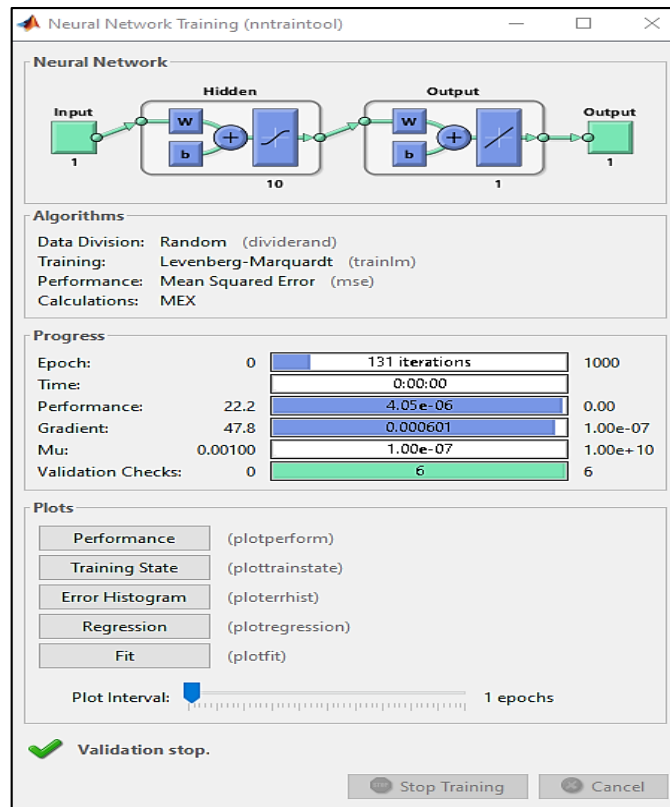 Neural Network Training (nntraintool)
Neural Network
Hidden Output
Input Output
W W
b b
1 10 1 1
Algorithms
Data Division: Random (dividerand)
Training: Levenberg-Marquardt (trainlm)
Performance: Mean Squared Error (mse)
Calculations: MEX
Progress
Epoch: 0 131 iterations 1000
Time: 0:00:00
Performance: 22.2 4.05e-06 0.00
Gradient: 47.8 0.000601 1.00e-07
Mu: 0.00100 1.00e-07 1.00e+10
Validation Checks: 0 6 6
Plots
Performance (plotperform)
Training State (plottrainstate)
Error Histogram (ploterrhist)
Regression (plotregression)
Fit (plotfit)
Plot Interval: 1 epochs
Validation stop.
Stop Training Cancel